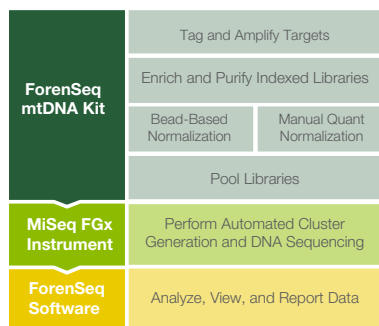 ForenSeq
mtDNA Kit
Tag and Amplify Targets
Enrich and Purify Indexed Libraries
Bead-Based
Normalization
Manual Quant
Normalization
Pool Libraries
MiSeq FGx
Instrument
Perform Automated Cluster
Generation and DNA Sequencing
ForenSeq
Software
Analyze, View, and Report Data